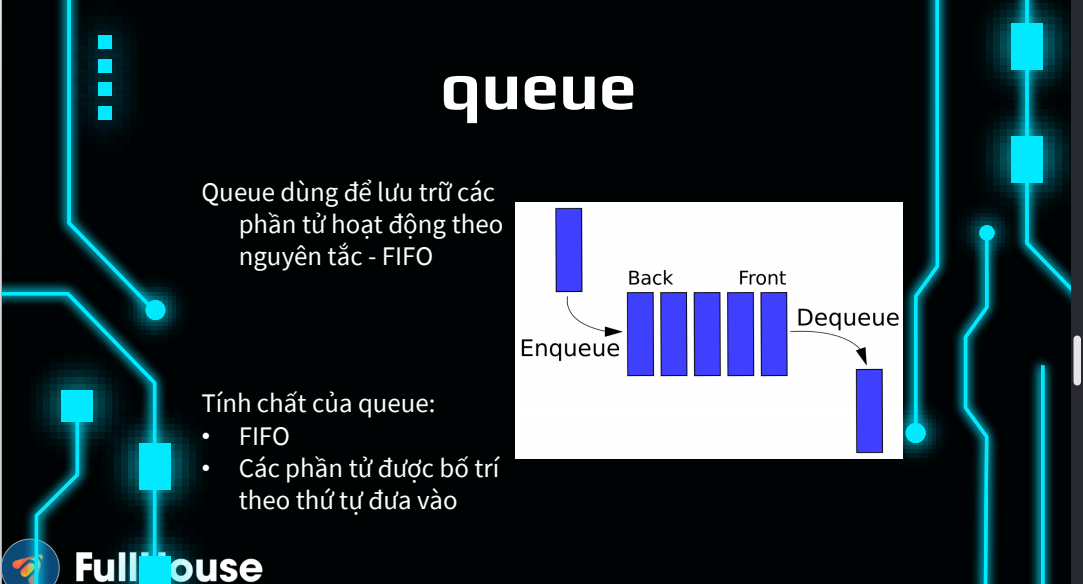 queue
Queue dùng để lưu trữ các
phần tử hoạt động theo
nguyên tắc - FIFO
Back Front
Enqueue
Dequeue
Tính chất của queue:
• FIFO
• Các phần tử được bố trí
theo thứ tự đưa vào